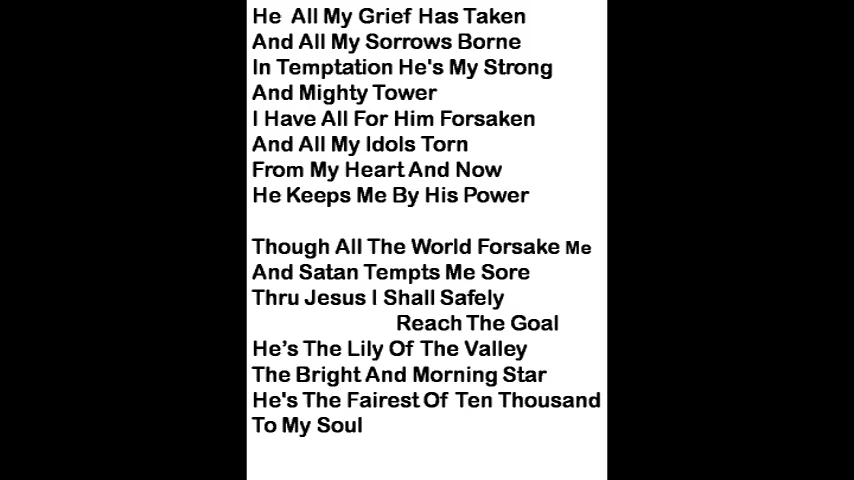 He All My Grief Has Taken
And All My Sorrows Borne
In Temptation He's My Strong
And Mighty Tower
I Have All For Him Forsaken
And All My Idols Torn
From My Heart And Now
He Keeps Me By His Power
Though All The World Forsake Me
And Satan Tempts Me Sore
Thru Jesus I Shall Safely
Reach The Goal
He’s The Lily Of The Valley
The Bright And Morning Star
He's The Fairest Of Ten Thousand
To My Soul